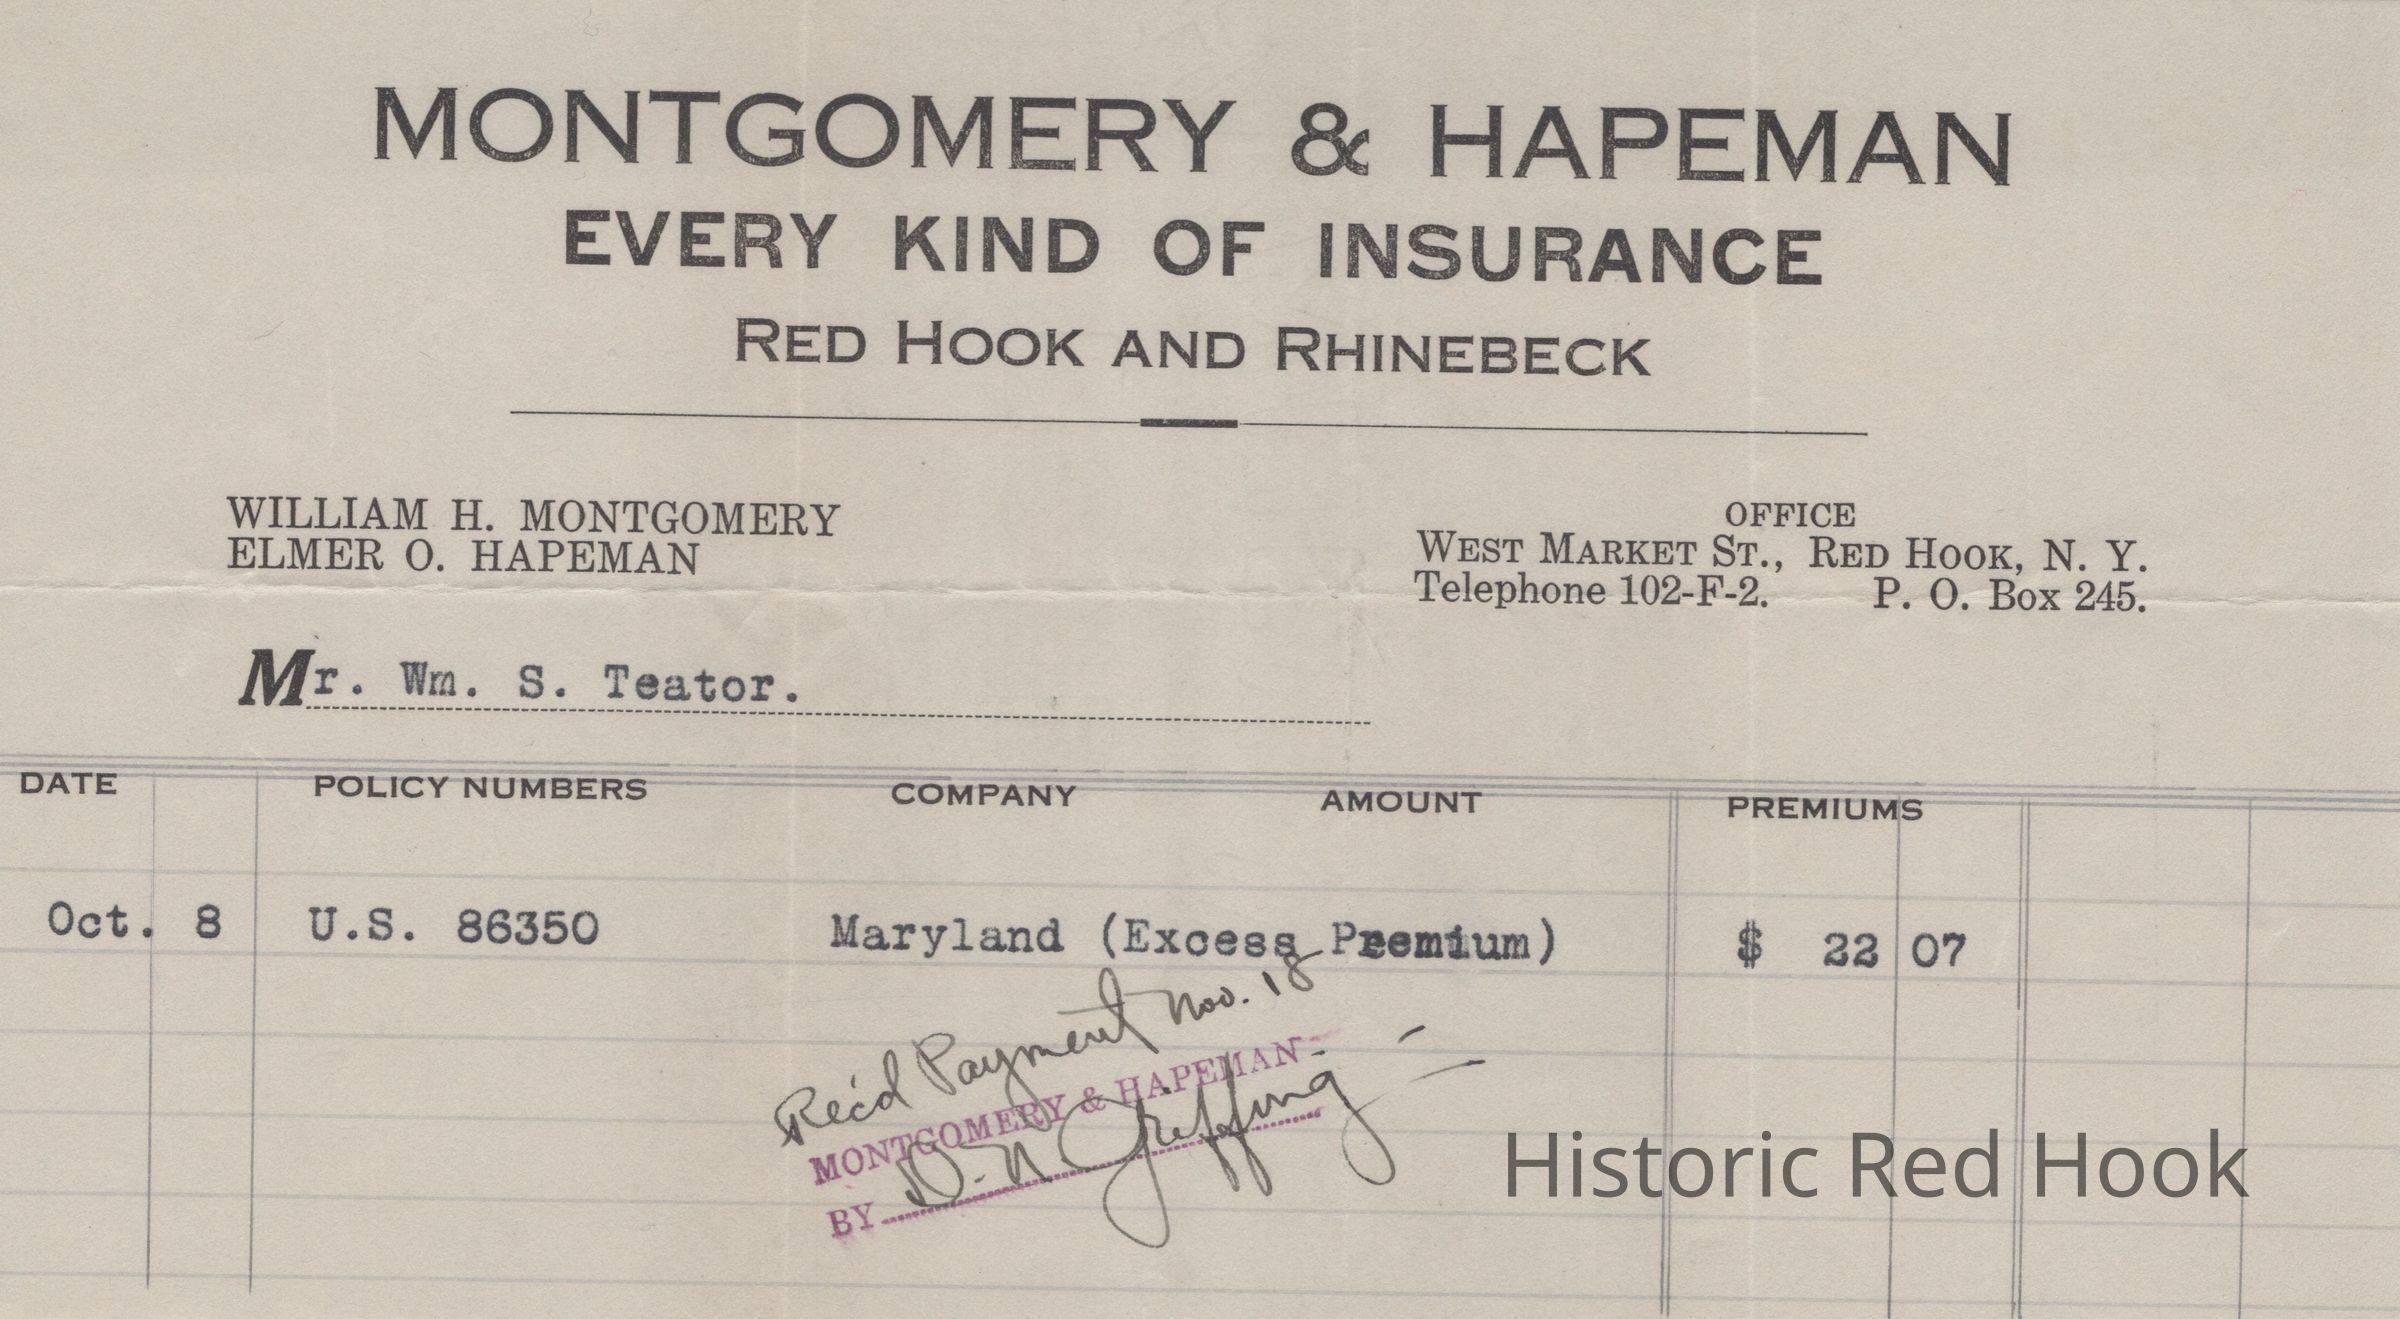 MONTGOMERY & HAPEMAN
EVERY KIND OF INSURANCE
RED HOOK AND RHINEBECK
WILLIAM H. MONTGOMERY
ELMER O. HAPEMAN
OFFICE
WEST MARKET ST., RED HOOK, N. Y.
Telephone 102-F-2. P. O. Box 245.
Mr. Wm. S. Teator.
DATE POLICY NUMBERS COMPANY AMOUNT PREMIUMS
Oct. 8 U.S. 86350 Maryland (Excess Premium) $ 22 07
Rec'd Payment Nov. 18
MONTGOMERY & HAPEMAN
BY Griffing
Historic Red Hook